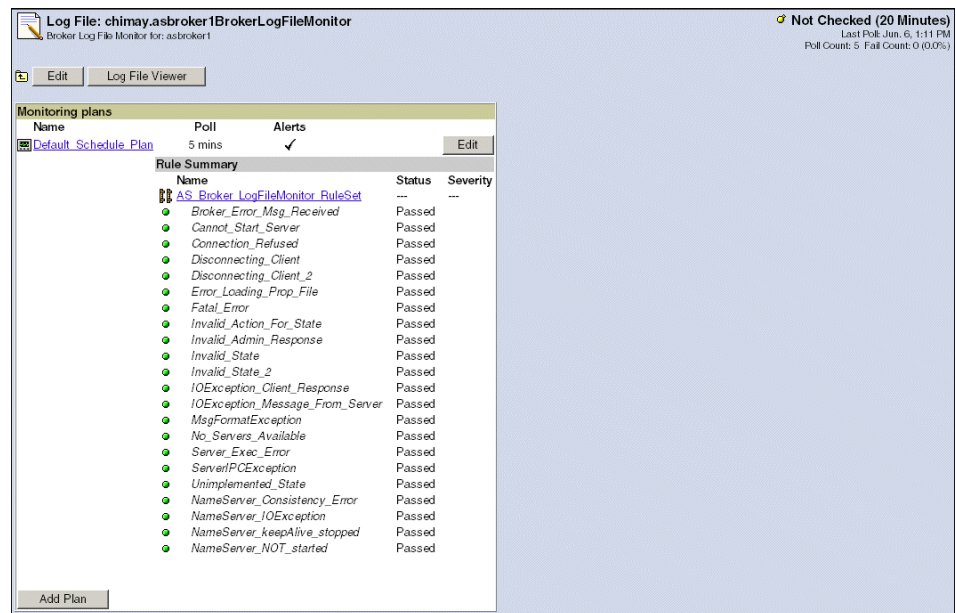 Log File: chimay.asbroker1BrokerLogFileMonitor
Broker Log File Monitor for: asbroker1
Not Checked (20 Minutes)
Last Poll: Jun. 6, 1:11 PM
Poll Count: 5 Fail Count: 0 (0.0%)
Edit Log File Viewer
Monitoring plans
Name Poll Alerts
Default_Schedule_Plan 5 mins ✓ Edit
Rule Summary
Name Status Severity
AS_Broker_LogFileMonitor_RuleSet --- ---
Broker_Error_Msg_Received Passed
Cannot_Start_Server Passed
Connection_Refused Passed
Disconnecting_Client Passed
Disconnecting_Client_2 Passed
Error_Loading_Prop_File Passed
Fatal_Error Passed
Invalid_Action_For_State Passed
Invalid_Admin_Response Passed
Invalid_State Passed
Invalid_State_2 Passed
IOException_Client_Response Passed
IOException_Message_From_Server Passed
MsgFormatException Passed
No_Servers_Available Passed
Server_Exec_Error Passed
ServerIPCException Passed
Unimplemented_State Passed
NameServer_Consistency_Error Passed
NameServer_IOException Passed
NameServer_keepAlive_stopped Passed
NameServer_NOT_started Passed
Add Plan